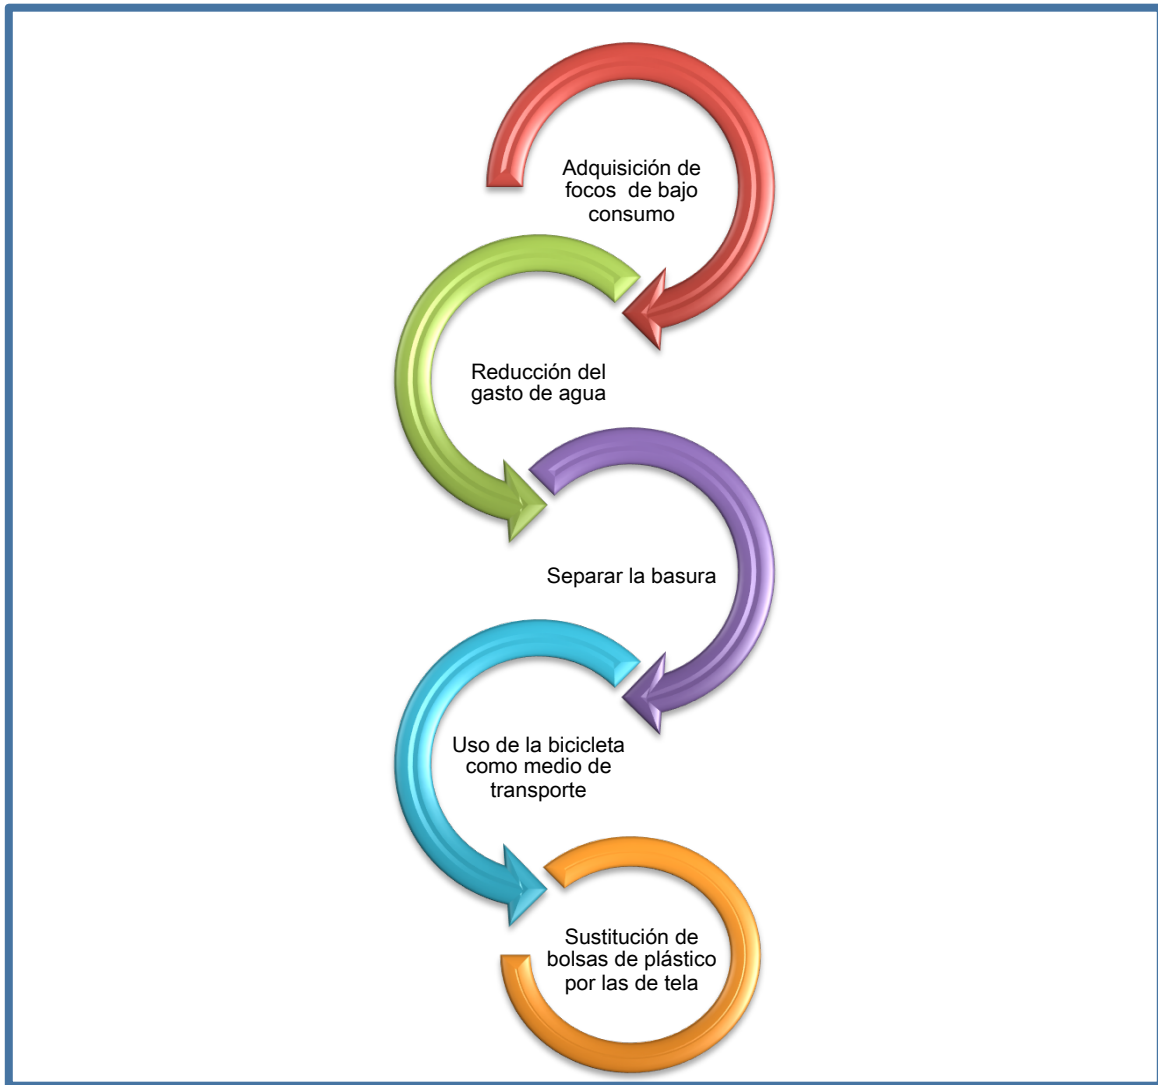 Adquisición de
focos  de bajo
consumo
Reducción del
gasto de agua
Separar la basura
Uso de la bicicleta
como medio de
transporte
Sustitución de
bolsas de plástico
por las de tela